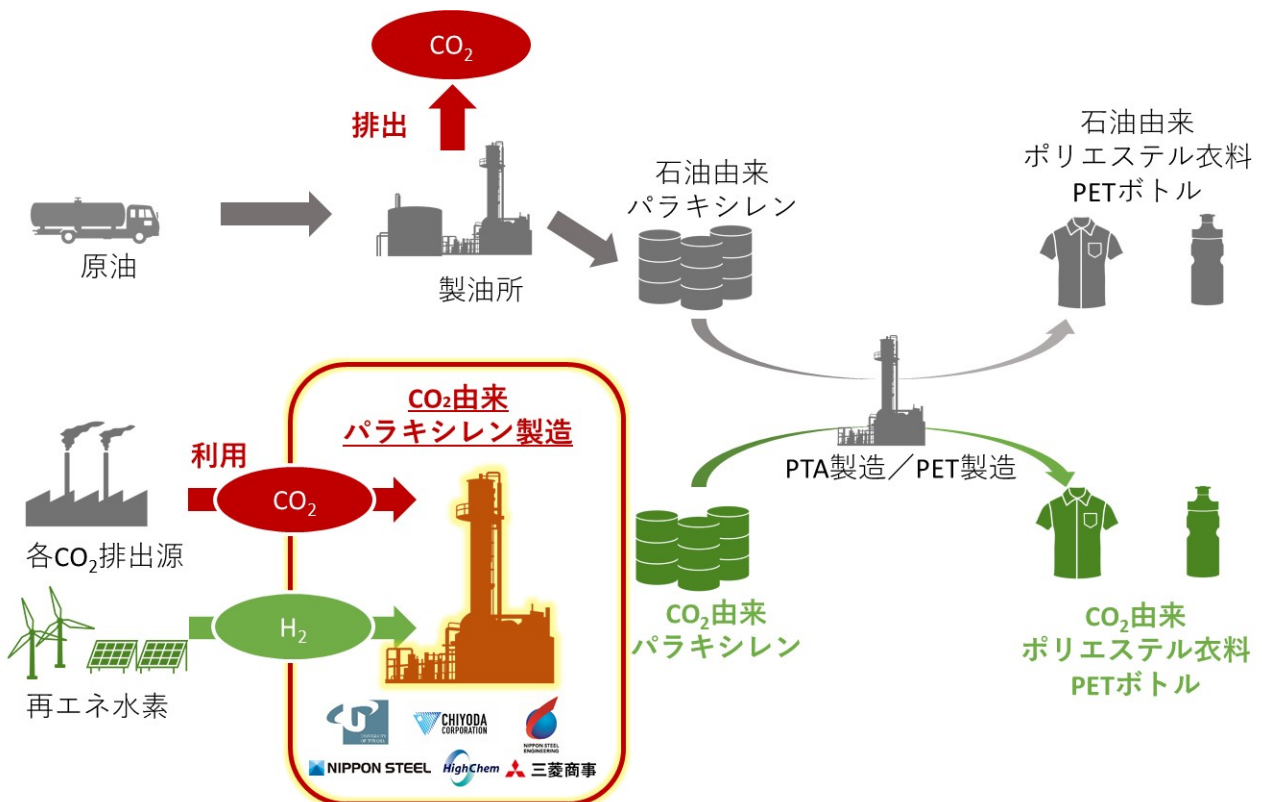 CO₂
排出
原油
製油所
石油由来
パラキシレン
石油由来
ポリエステル衣料
PETボトル
PTA製造／PET製造
CO₂由来
パラキシレン製造
利用
CO₂
各CO₂排出源
H₂
再エネ水素
CO₂由来
パラキシレン
CO₂由来
ポリエステル衣料
PETボトル
UNIVERSITY
OF TOYAMA
CHIYODA
CORPORATION
NIPPON STEEL
ENGINEERING
NIPPON STEEL
HighChem
三菱商事